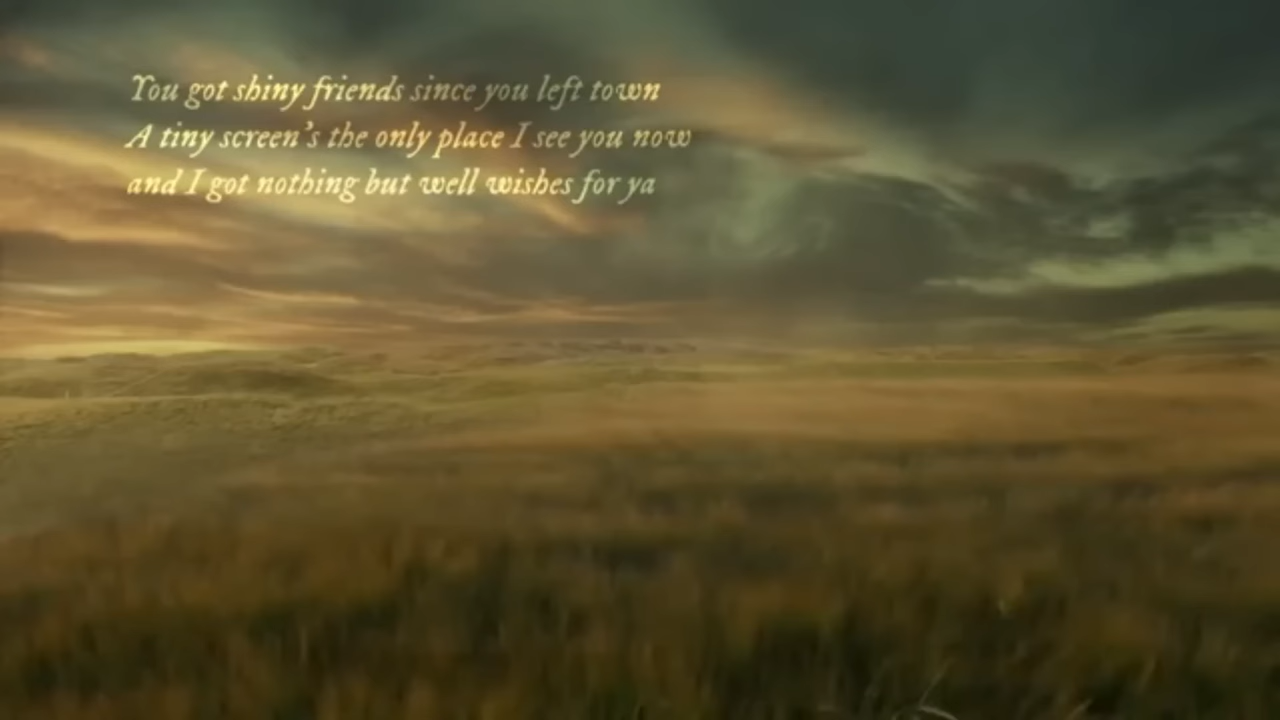 You got shiny friends since you left town
A tiny screen's the only place I see you now
and I got nothing but well wishes for ya